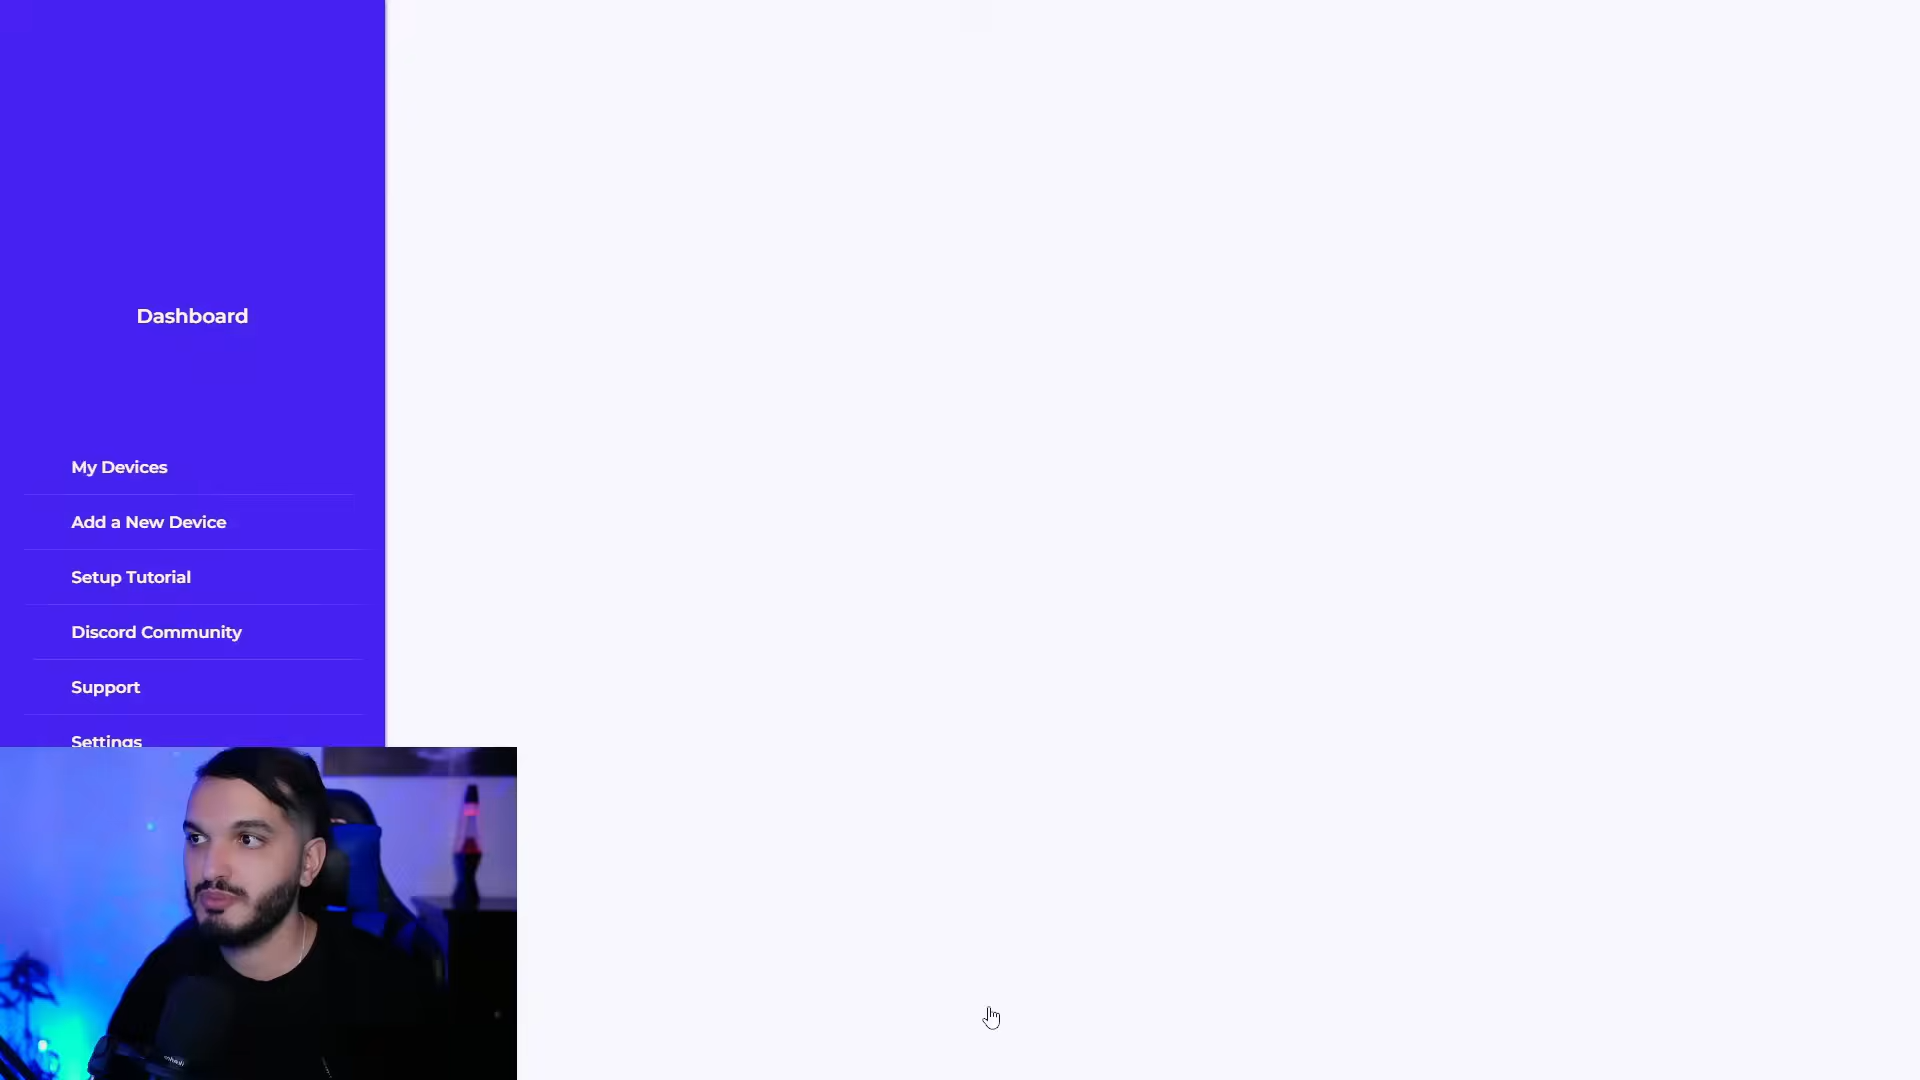 Dashboard
My Devices
Add a New Device
Setup Tutorial
Discord Community
Support
Settings